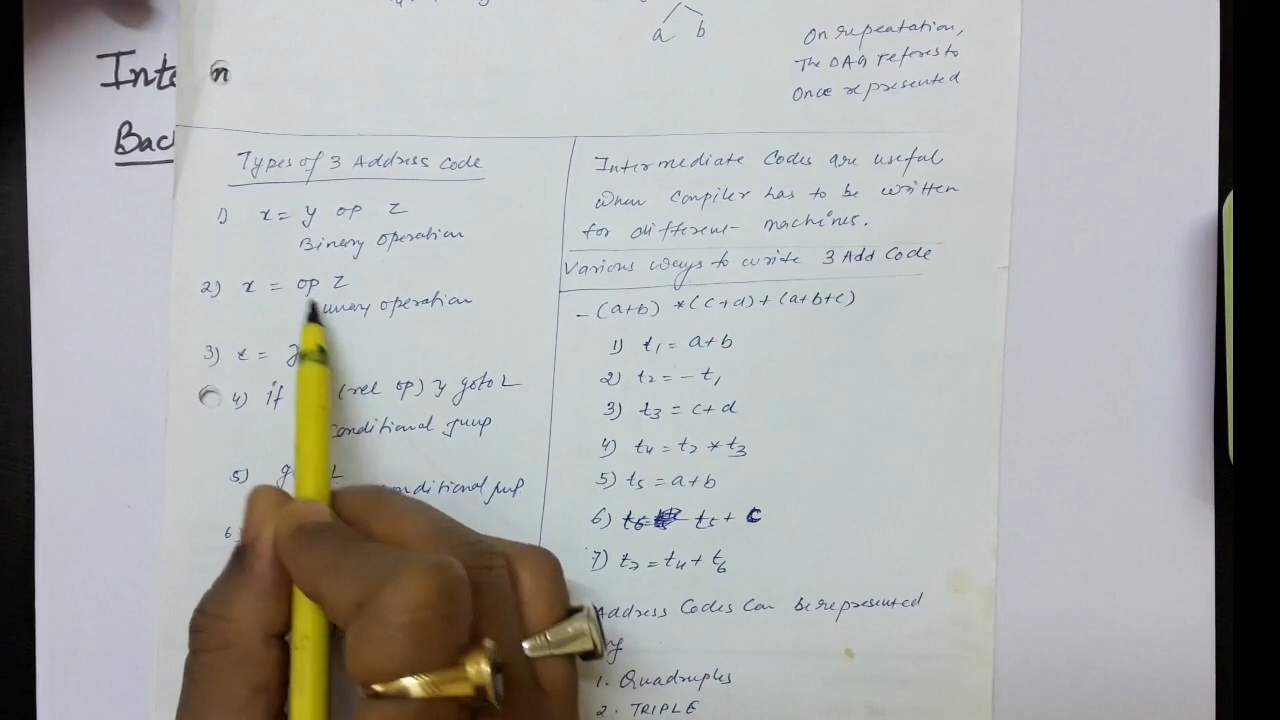 a b
On repeatation,
The DAG referes to
Once represented
Inte
n
Bac
Types of 3 Address Code
1) x = y op z
Binary operation
2) x = op z
unary operation
3) x = y
4) if (rel op) y goto L
Conditional Jump
5) g L
nconditional
6)
Intermediate Codes are useful
when Compiler has to be written
for different machines.
Various ways to write 3 Add Code
- (a+b) * (c+d) + (a+b+c)
1) t1 = a+b
2) t2 = -t1
3) t3 = c+d
4) t4 = t2 * t3
5) t5 = a+b
6) t6 = t5 + c
7) t7 = t4 + t6
Address Codes Can be represented
1. Quadruples
2. TRIPLE